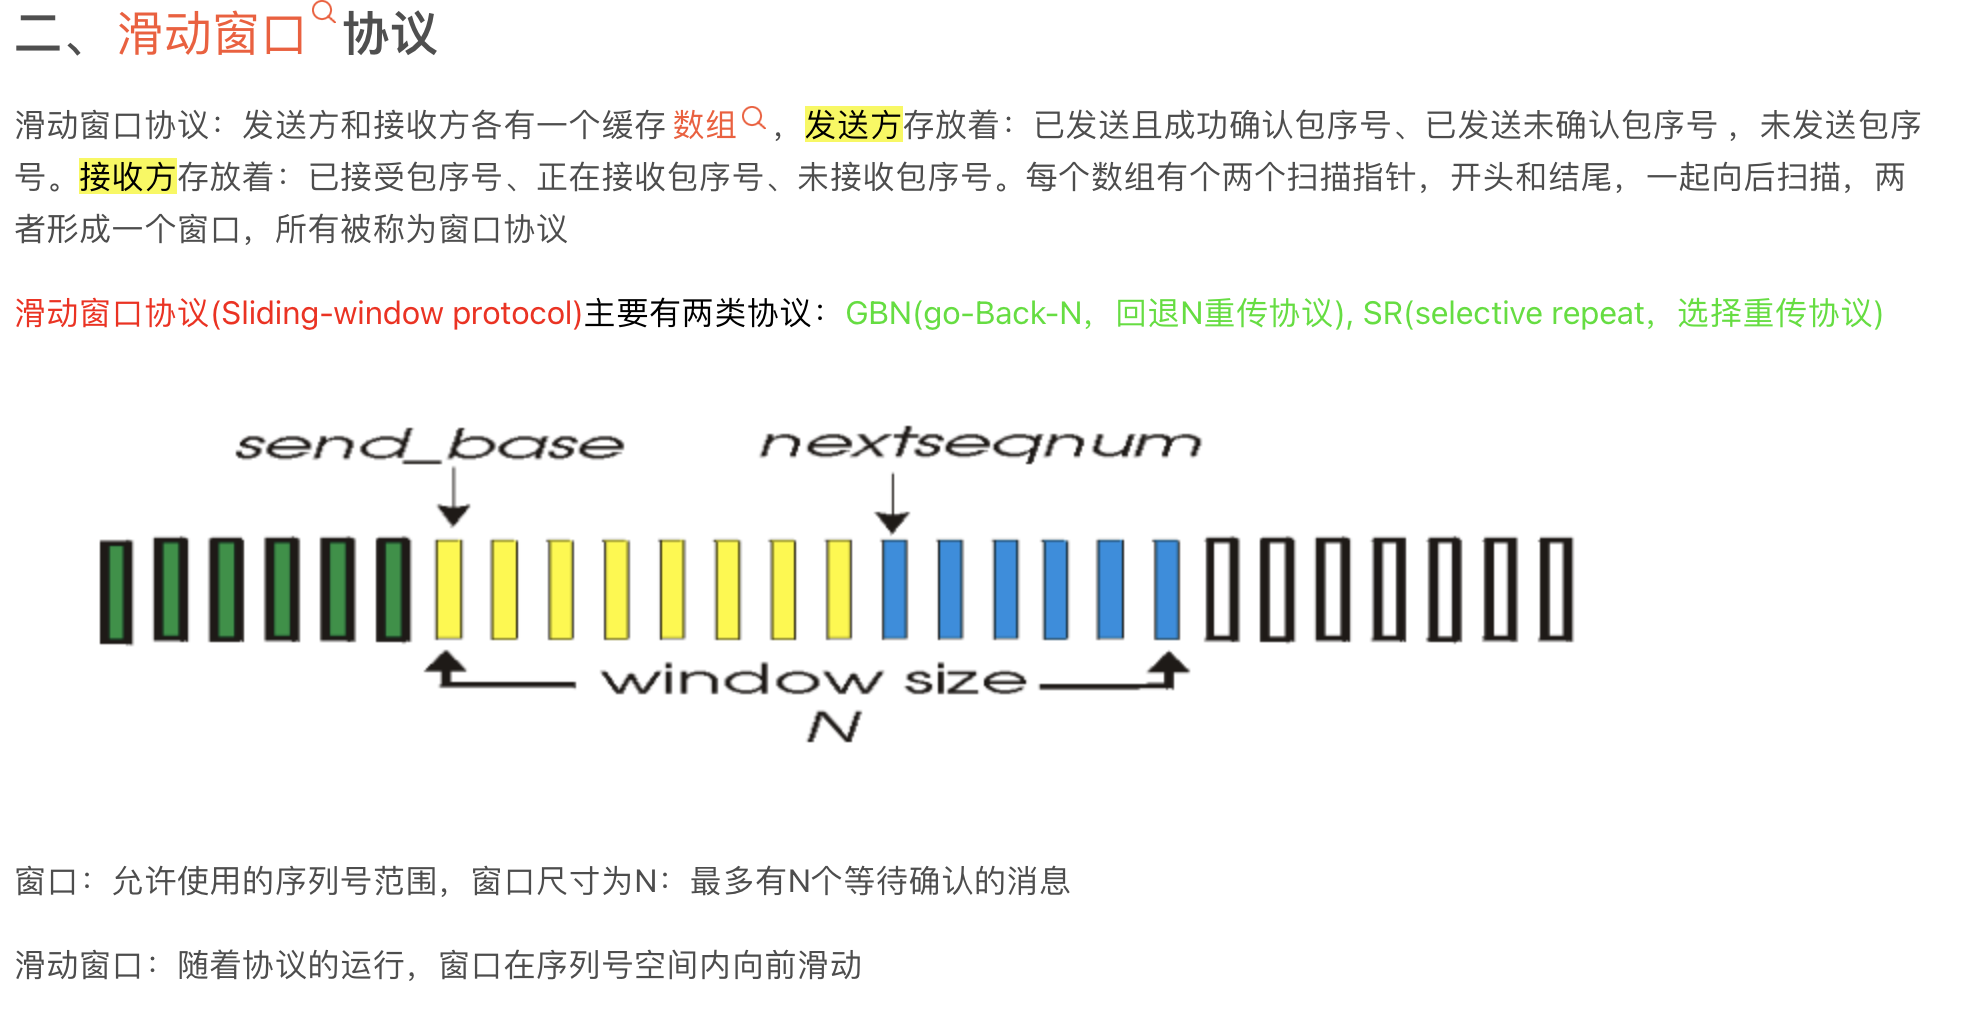 二、滑动窗口协议
滑动窗口协议：发送方和接收方各有一个缓存 数组 ，发送方存放着：已发送且成功确认包序号、已发送未确认包序号 ，未发送包序
号。接收方存放着：已接受包序号、正在接收包序号、未接收包序号。每个数组有个两个扫描指针，开头和结尾，一起向后扫描，两
者形成一个窗口，所有被称为窗口协议
滑动窗口协议(Sliding-window protocol)主要有两类协议：GBN(go-Back-N，回退N重传协议), SR(selective repeat，选择重传协议)
send_base nextseqnum
window size
N
窗口：允许使用的序列号范围，窗口尺寸为N：最多有N个等待确认的消息
滑动窗口：随着协议的运行，窗口在序列号空间内向前滑动